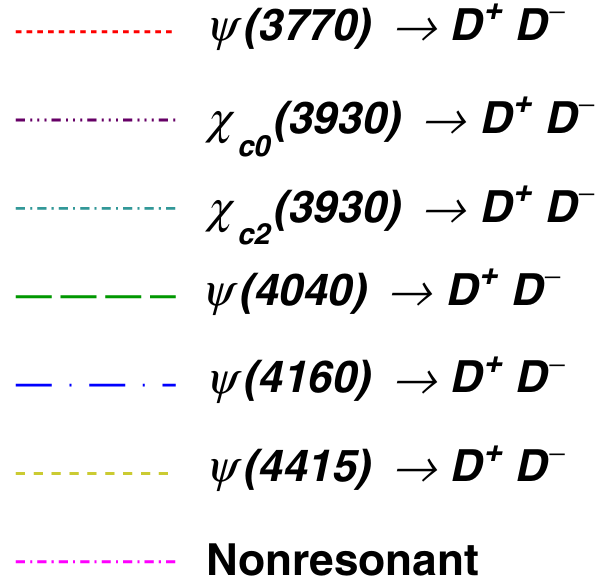 ψ(3770) → D⁺ D⁻
χc0(3930) → D⁺ D⁻
χc2(3930) → D⁺ D⁻
ψ(4040) → D⁺ D⁻
ψ(4160) → D⁺ D⁻
ψ(4415) → D⁺ D⁻
Nonresonant